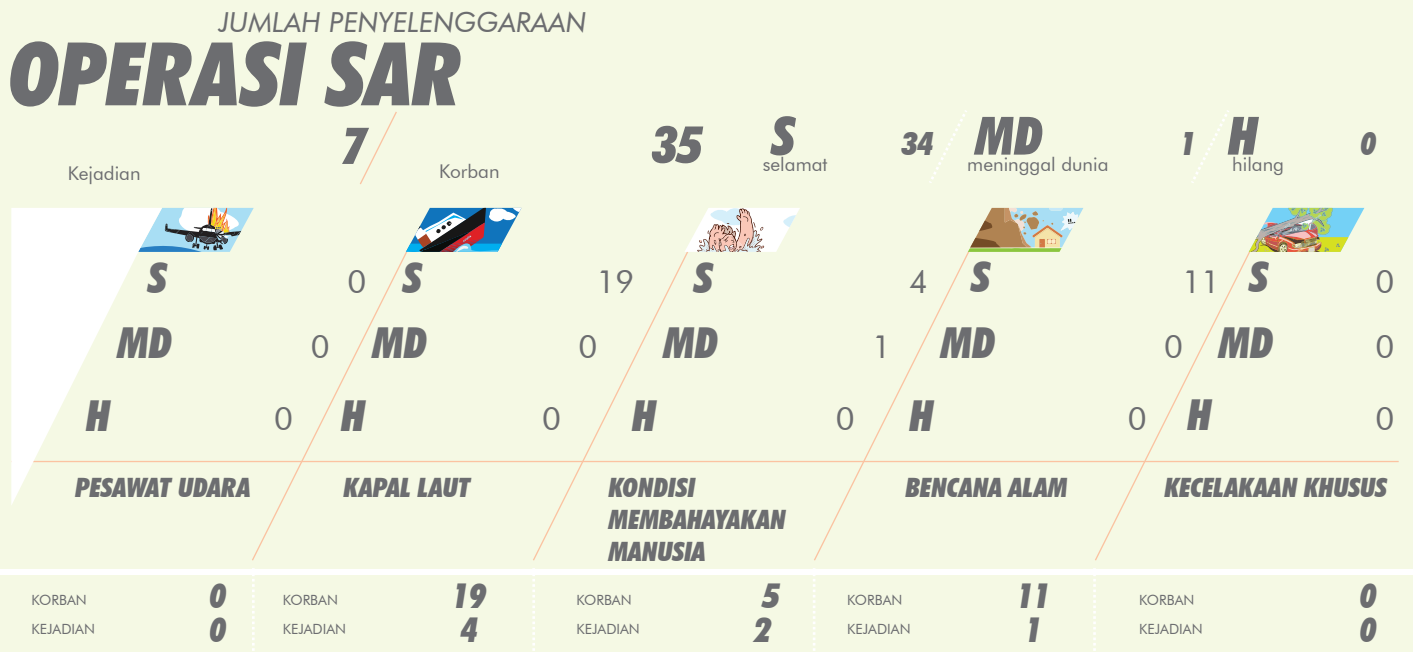 JUMLAH PENYELENGGARAAN
OPERASI SAR
Kejadian 7 Korban 35 S selamat 34 MD meninggal dunia 1 H hilang 0
S 0 S 19 S 4 S 11 S 0
MD 0 MD 0 MD 1 MD 0 MD 0
H 0 H 0 H 0 H 0 H 0
PESAWAT UDARA
KAPAL LAUT
KONDISI
MEMBAHAYAKAN
MANUSIA
BENCANA ALAM
KECELAKAAN KHUSUS
KORBAN 0 KORBAN 19 KORBAN 5 KORBAN 11 KORBAN 0
KEJADIAN 0 KEJADIAN 4 KEJADIAN 2 KEJADIAN 1 KEJADIAN 0